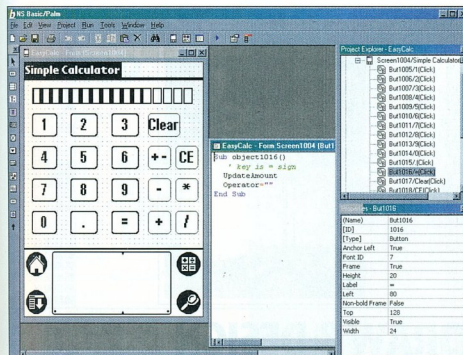 NS Basic/Palm
File Edit View Project Run Tools Window Help
EasyCalc - Form [Screen1004]
Simple Calculator
1 2 3 Clear
4 5 6 +- CE
7 8 9 - *
0 . = + /
EasyCalc - Form Screen1004 (But1
Sub object1016()
' key is = sign
UpdateAmount
Operator=""
End Sub
Project Explorer - EasyCalc
Screen1004/Simple Calculator
But1005/1(Click)
But1006/2(Click)
But1007/3(Click)
But1008/4(Click)
But1009/5(Click)
But1010/6(Click)
But1011/7(Click)
But1012/8(Click)
But1013/9(Click)
But1014/0(Click)
But1015/.(Click)
But1016/=(Click)
But1017/Clear(Click)
But1018/CE(Click)
es - But1016
(Name) But1016
[ID] 1016
[Type] Button
Anchor Left True
Font ID 7
Frame True
Height 20
Label =
Left 80
Non-bold Frame False
Top 128
Visible True
Width 24